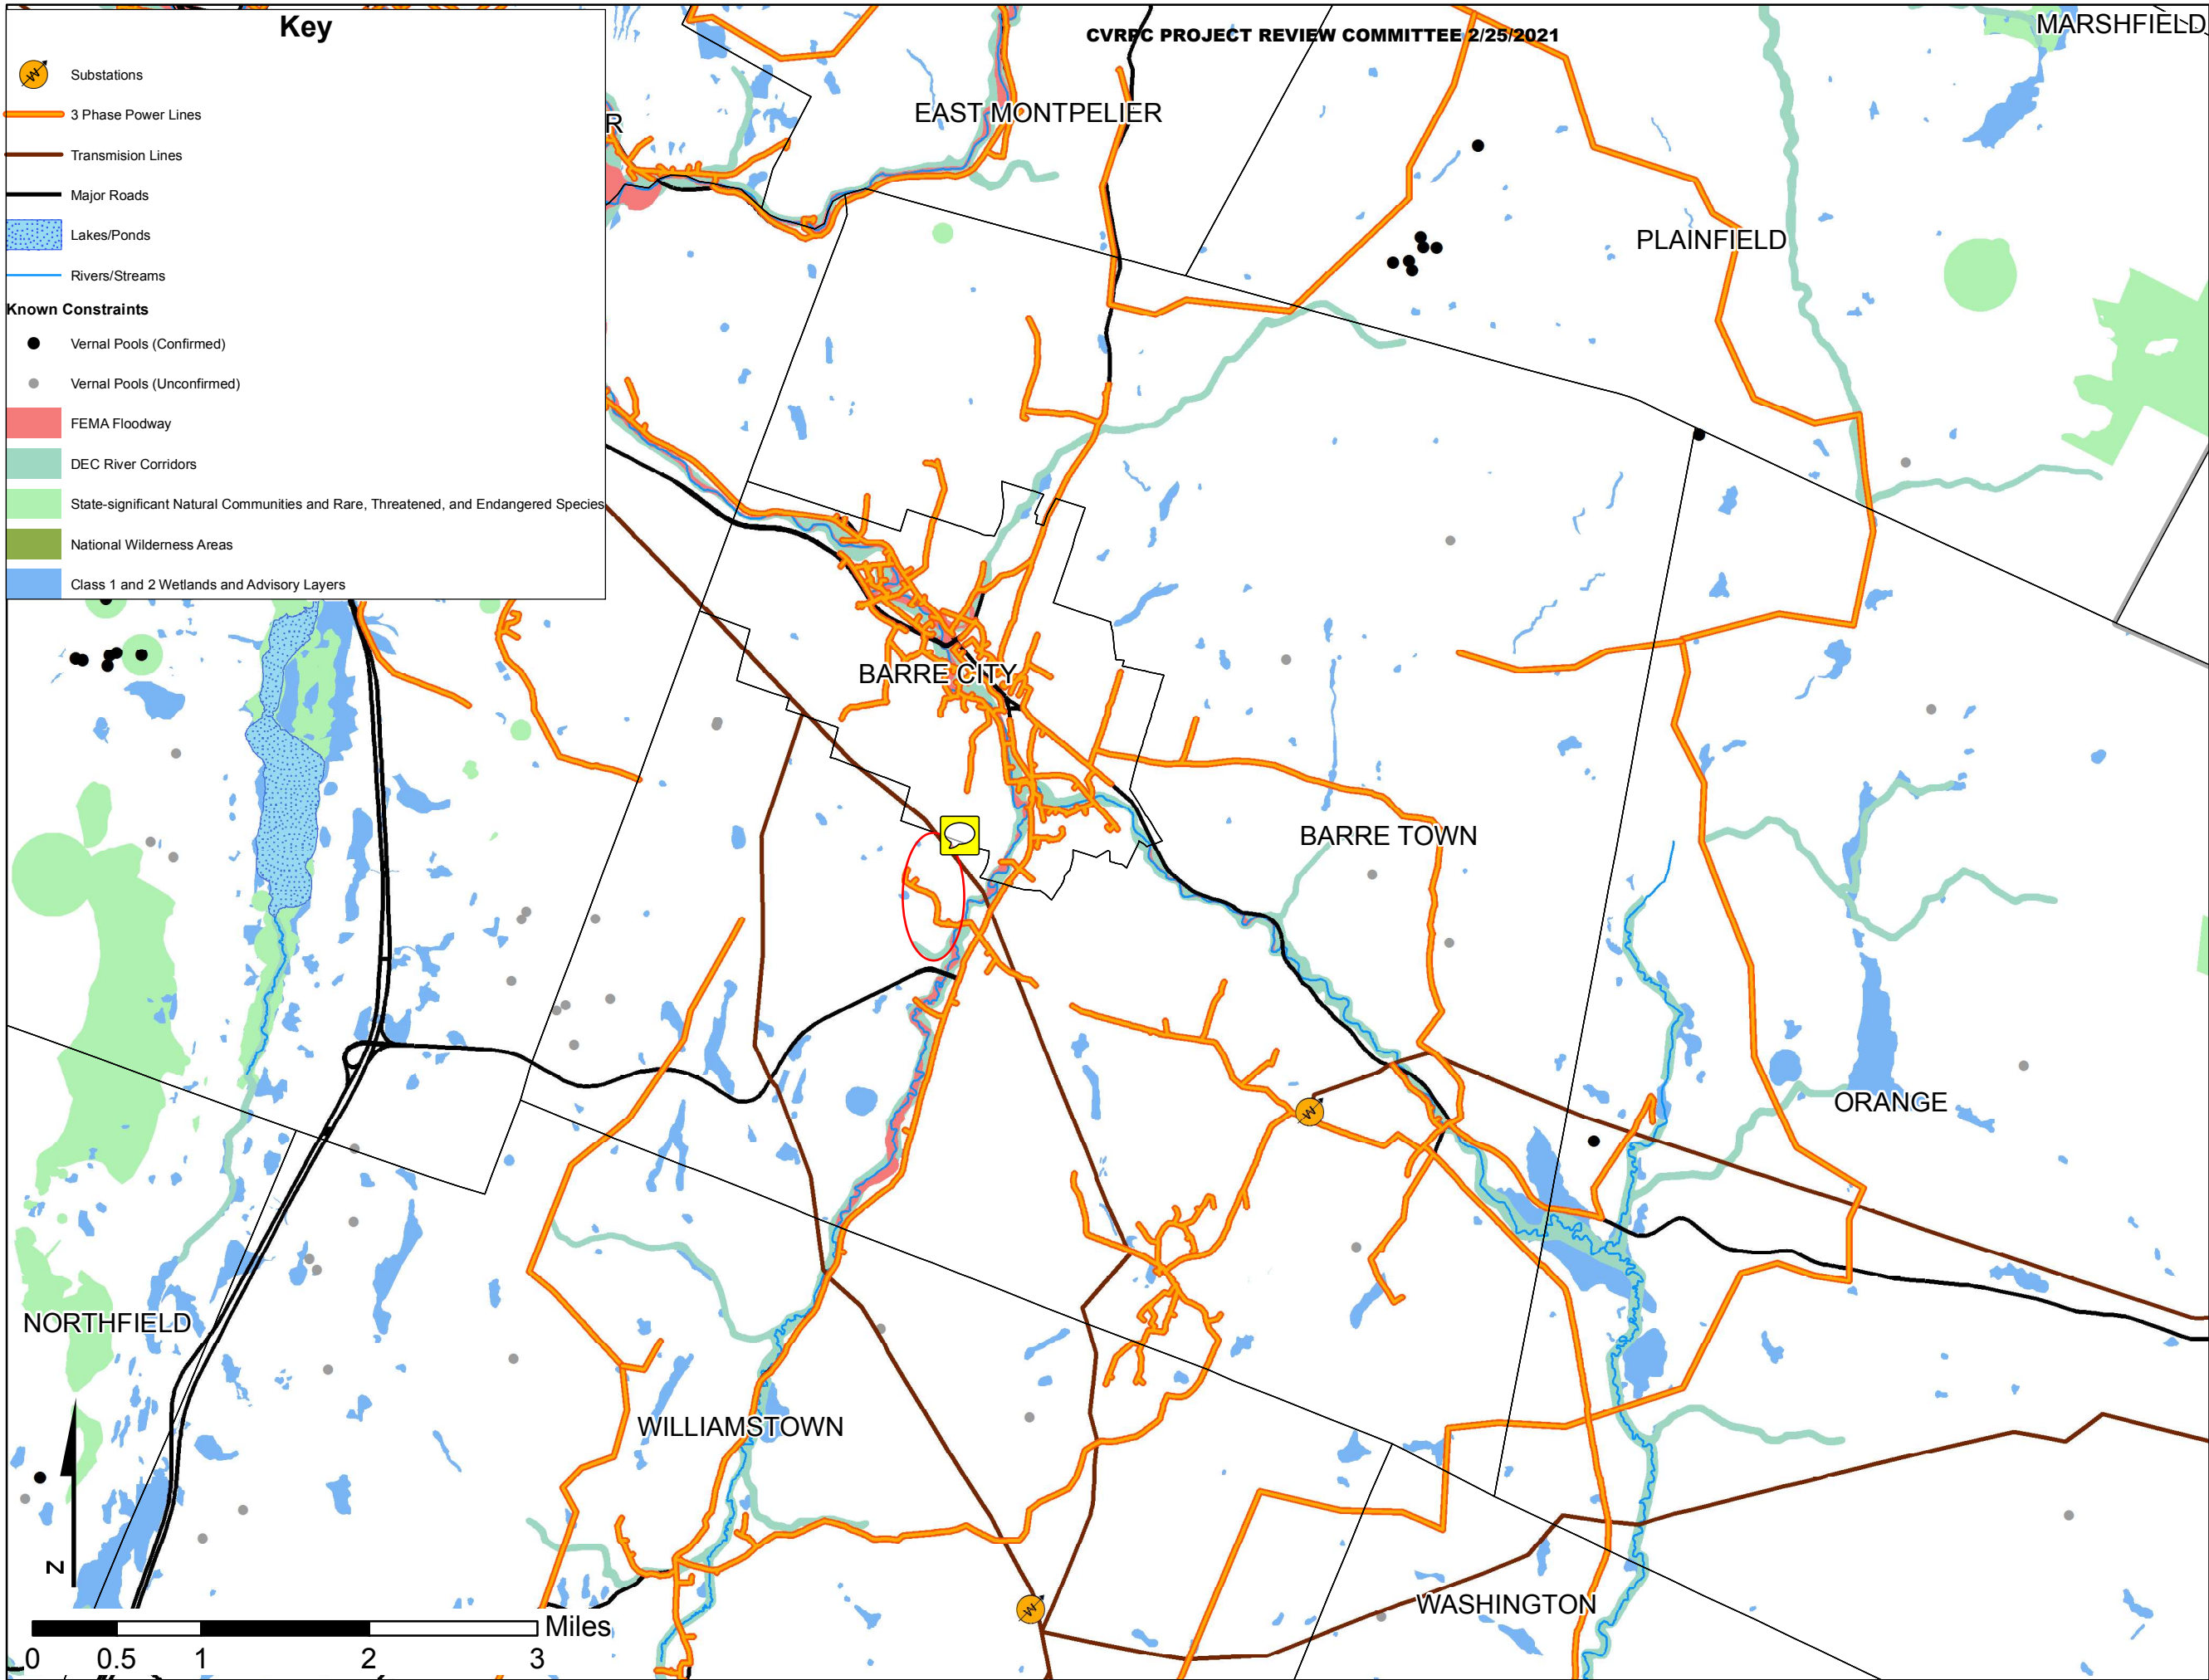 Key
Substations
3 Phase Power Lines
Transmision Lines
Major Roads
Lakes/Ponds
Rivers/Streams
Known Constraints
Vernal Pools (Confirmed)
Vernal Pools (Unconfirmed)
FEMA Floodway
DEC River Corridors
State-significant Natural Communities and Rare, Threatened, and Endangered Species
National Wilderness Areas
Class 1 and 2 Wetlands and Advisory Layers
CVRPC PROJECT REVIEW COMMITTEE 2/25/2021
MARSHFIELD
EAST MONTPELIER
R
PLAINFIELD
BARRE CITY
BARRE TOWN
ORANGE
NORTHFIELD
WILLIAMSTOWN
WASHINGTON
N
Miles
0 0.5 1 2 3